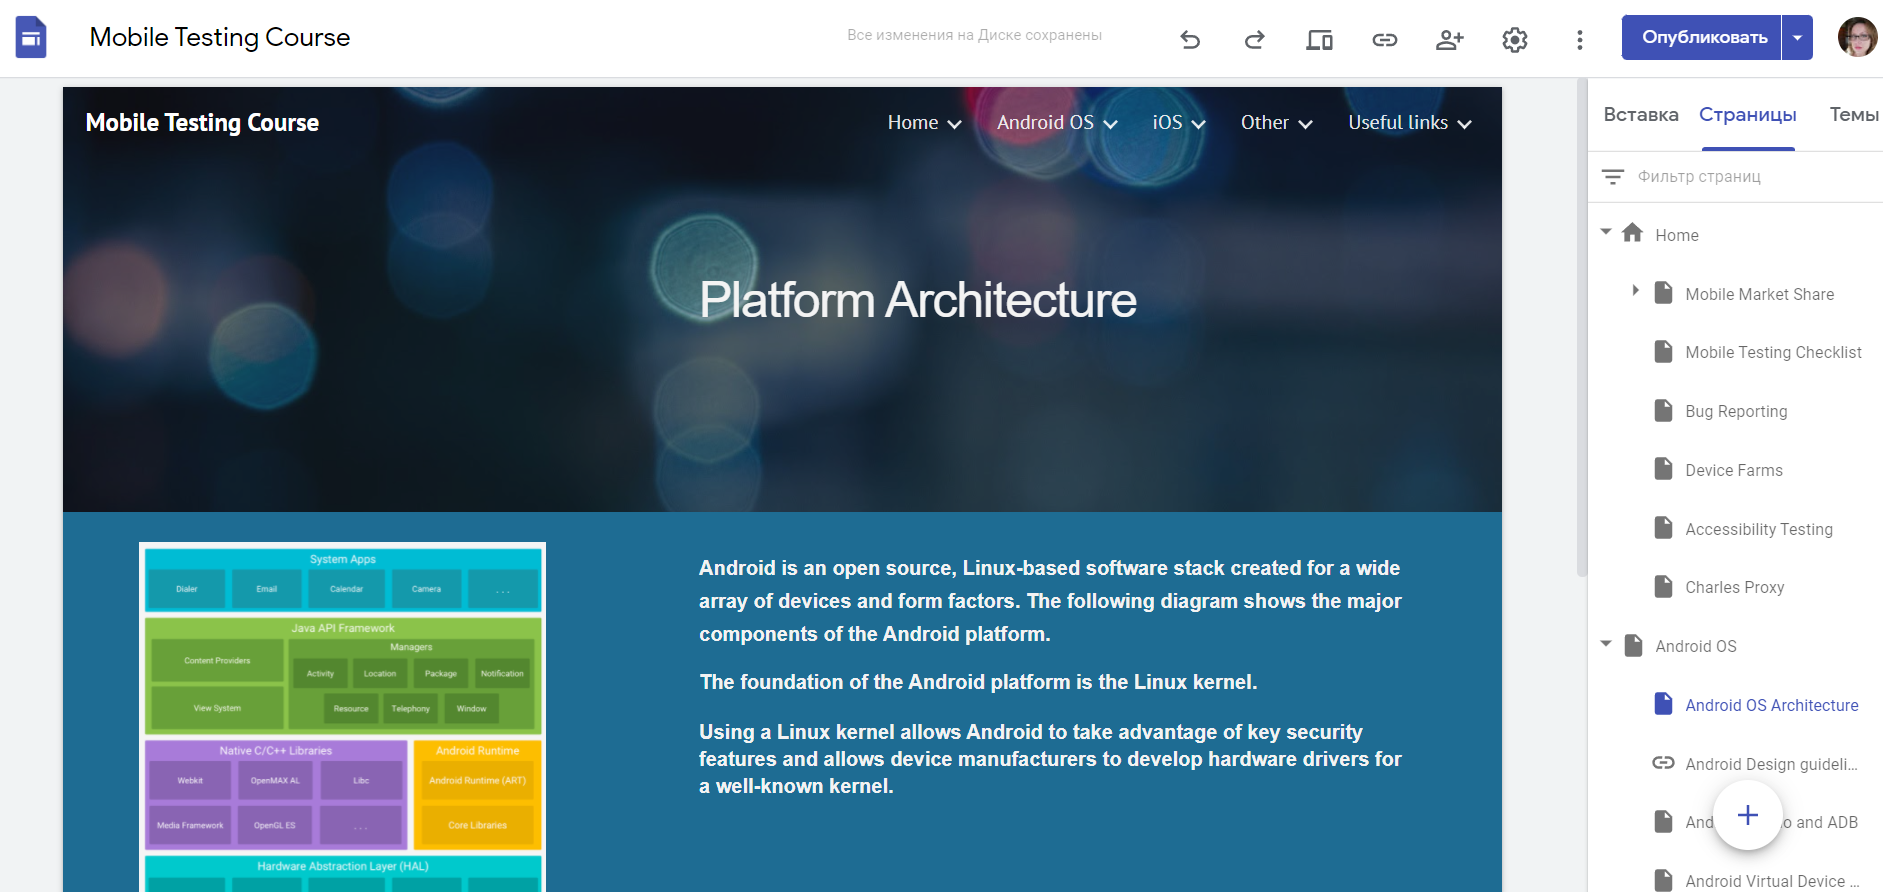 Mobile Testing Course
Все изменения на Диске сохранены
Опубликовать
Mobile Testing Course
Home
Android OS
iOS
Other
Useful links
Platform Architecture
System Apps
Dialer
Email
Calendar
Camera
. . .
Java API Framework
Content Providers
View System
Managers
Activity
Location
Package
Notification
Resource
Telephony
Window
Native C/C++ Libraries
Webkit
OpenMAX AL
Libc
Media Framework
OpenGL ES
. . .
Android Runtime
Android Runtime (ART)
Core Libraries
Hardware Abstraction Layer (HAL)
Android is an open source, Linux-based software stack created for a wide
array of devices and form factors. The following diagram shows the major
components of the Android platform.
The foundation of the Android platform is the Linux kernel.
Using a Linux kernel allows Android to take advantage of key security
features and allows device manufacturers to develop hardware drivers for
a well-known kernel.
Вставка
Страницы
Темы
Фильтр страниц
Home
Mobile Market Share
Mobile Testing Checklist
Bug Reporting
Device Farms
Accessibility Testing
Charles Proxy
Android OS
Android OS Architecture
Android Design guideli...
and ADB
Android Virtual Device ...